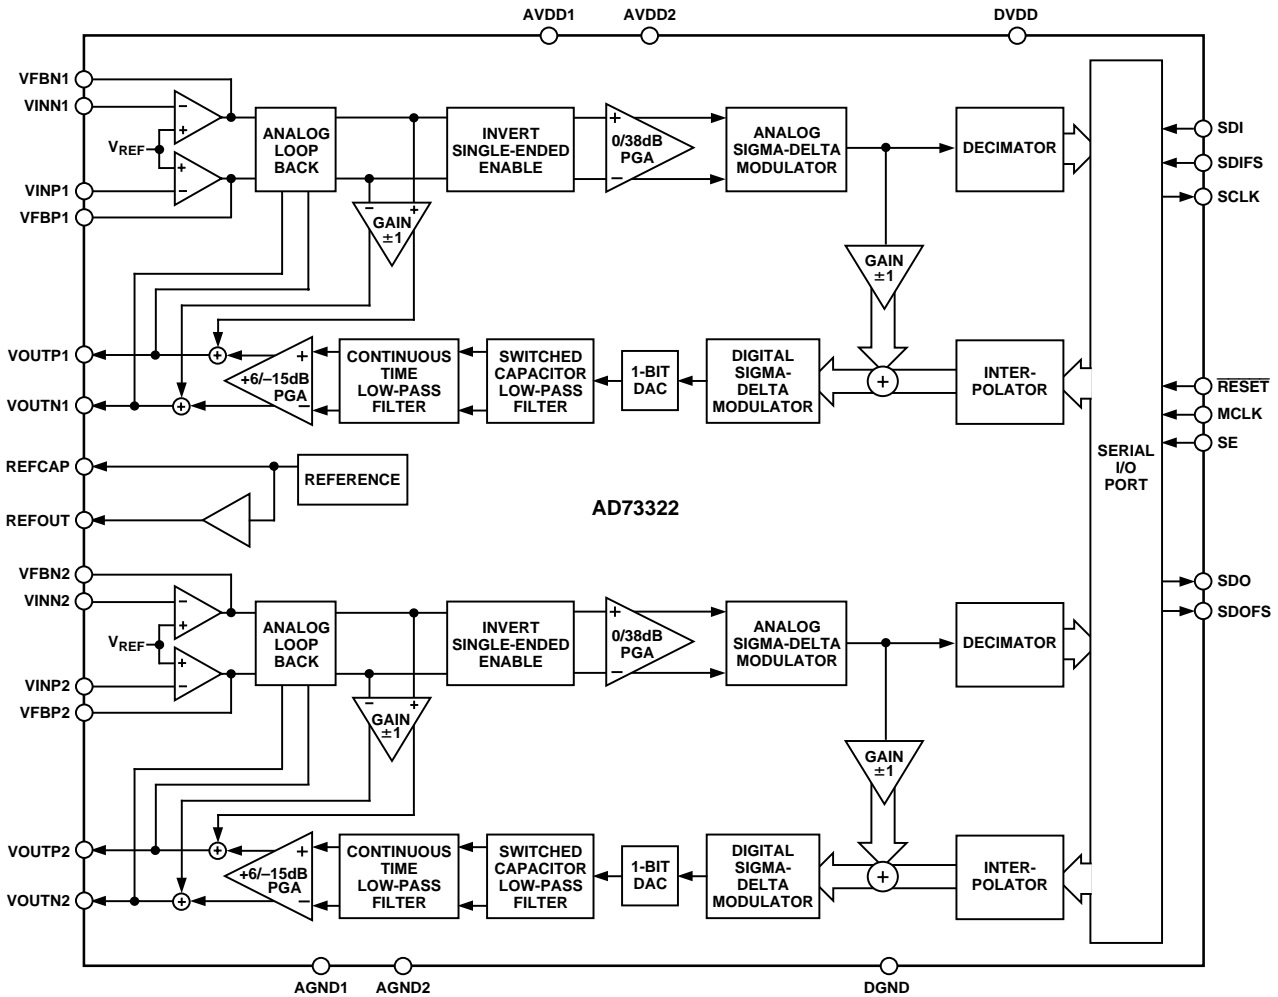 AVDD1
AVDD2
DVDD
VFBN1
VINN1
VREF
VINP1
VFBP1
−
+
+
−
ANALOG
LOOP
BACK
INVERT
SINGLE-ENDED
ENABLE
+
0/38dB
PGA
−
ANALOG
SIGMA-DELTA
MODULATOR
DECIMATOR
SDI
SDIFS
SCLK
− +
GAIN
±1
GAIN
±1
VOUTP1
VOUTN1
+
+
+
+6/–15dB
PGA
−
CONTINUOUS
TIME
LOW-PASS
FILTER
SWITCHED
CAPACITOR
LOW-PASS
FILTER
1-BIT
DAC
DIGITAL
SIGMA-
DELTA
MODULATOR
+
INTER-
POLATOR
RESET
MCLK
SE
SERIAL
I/O
PORT
REFCAP
REFOUT
REFERENCE
AD73322
SDO
SDOFS
VFBN2
VINN2
VREF
VINP2
VFBP2
−
+
+
−
ANALOG
LOOP
BACK
INVERT
SINGLE-ENDED
ENABLE
+
0/38dB
PGA
−
ANALOG
SIGMA-DELTA
MODULATOR
DECIMATOR
− +
GAIN
±1
GAIN
±1
VOUTP2
VOUTN2
+
+
+
+6/–15dB
PGA
−
CONTINUOUS
TIME
LOW-PASS
FILTER
SWITCHED
CAPACITOR
LOW-PASS
FILTER
1-BIT
DAC
DIGITAL
SIGMA-
DELTA
MODULATOR
+
INTER-
POLATOR
AGND1
AGND2
DGND